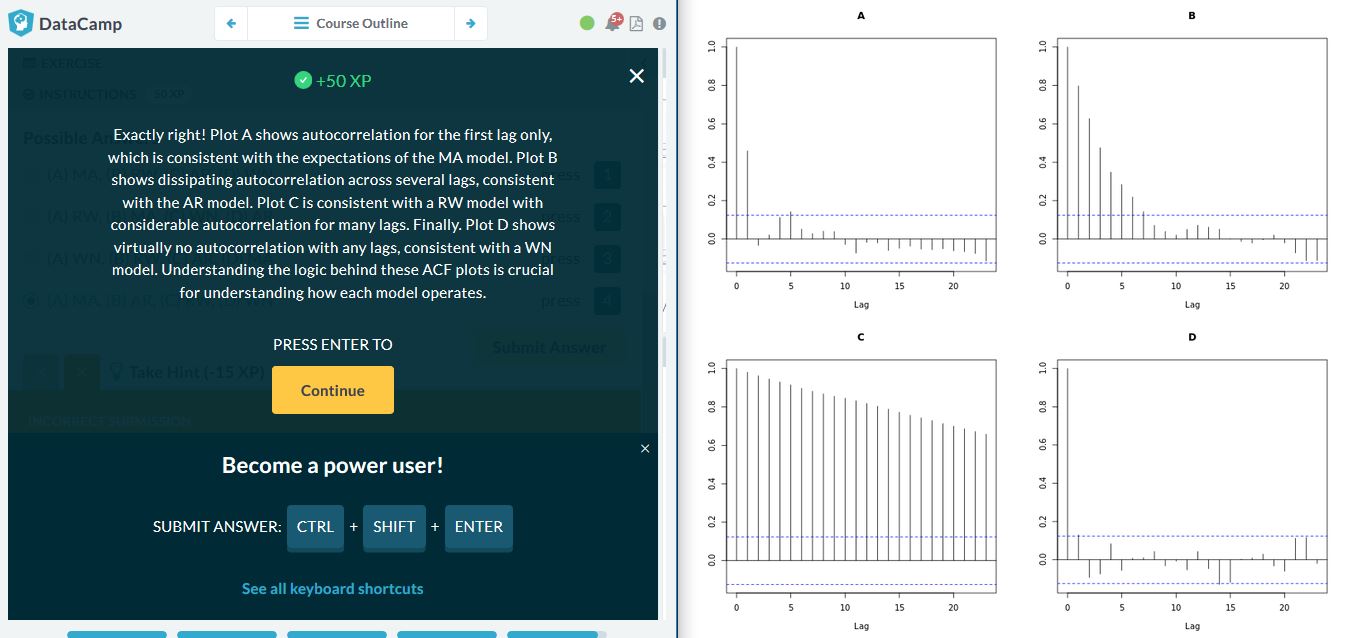 DataCamp
Course Outline
5+
EXERCISE
INSTRUCTIONS 50 XP
+50 XP
Exactly right! Plot A shows autocorrelation for the first lag only,
which is consistent with the expectations of the MA model. Plot B
shows dissipating autocorrelation across several lags, consistent
with the AR model. Plot C is consistent with a RW model with
considerable autocorrelation for many lags. Finally. Plot D shows
virtually no autocorrelation with any lags, consistent with a WN
model. Understanding the logic behind these ACF plots is crucial
for understanding how each model operates.
press 1
press 2
press 3
press 4
PRESS ENTER TO
Submit Answer
Take Hint (-15 XP)
Continue
INCORRECT SUBMISSION
Become a power user!
SUBMIT ANSWER: CTRL + SHIFT + ENTER
See all keyboard shortcuts
A
1.0
0.8
0.6
0.4
0.2
0.0
0 5 10 15 20
Lag
B
1.0
0.8
0.6
0.4
0.2
0.0
0 5 10 15 20
Lag
C
1.0
0.8
0.6
0.4
0.2
0.0
0 5 10 15 20
Lag
D
1.0
0.8
0.6
0.4
0.2
0.0
0 5 10 15 20
Lag